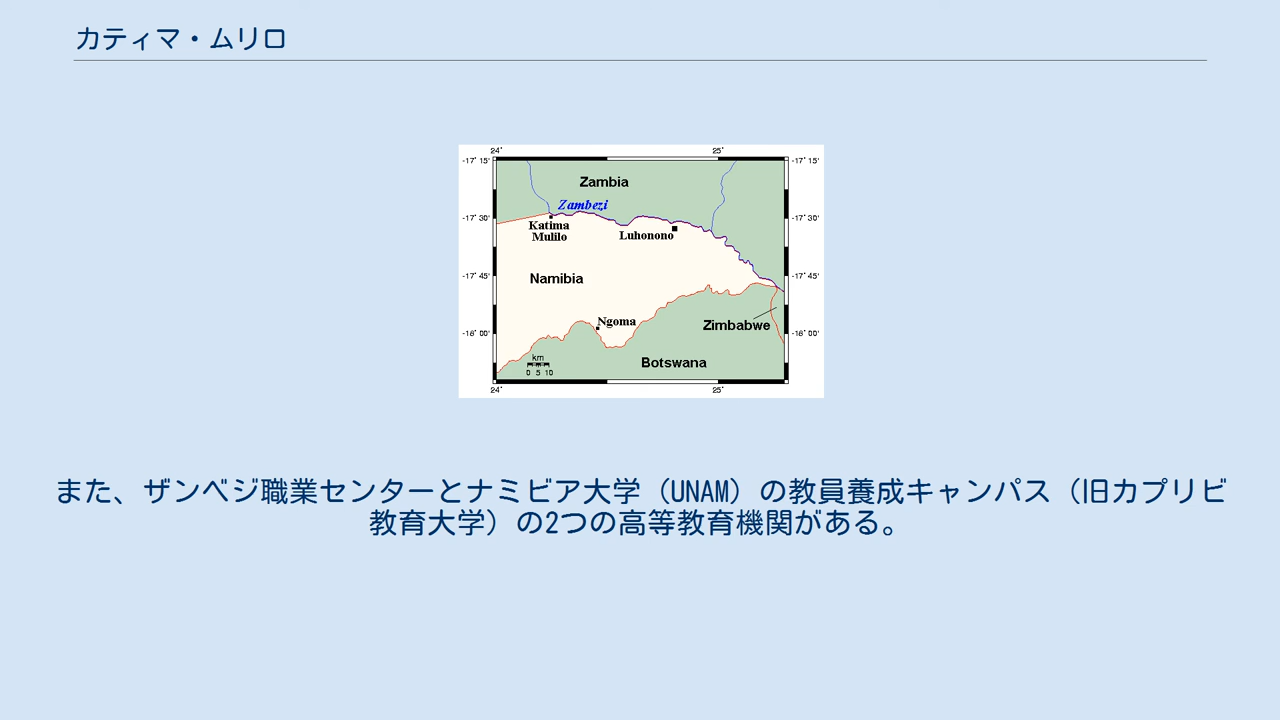 カティマ・ムリロ
24° 25°
-17° 15' -17° 15'
Zambia
Zambezi
-17° 30' -17° 30'
Katima
Mulilo
Luhonono
-17° 45' -17° 45'
Namibia
Ngoma
Zimbabwe
-18° 00' -18° 00'
Botswana
km
0 5 10
24° 25°
また、ザンベジ職業センターとナミビア大学（UNAM）の教員養成キャンパス（旧カプリビ
教育大学）の2つの高等教育機関がある。